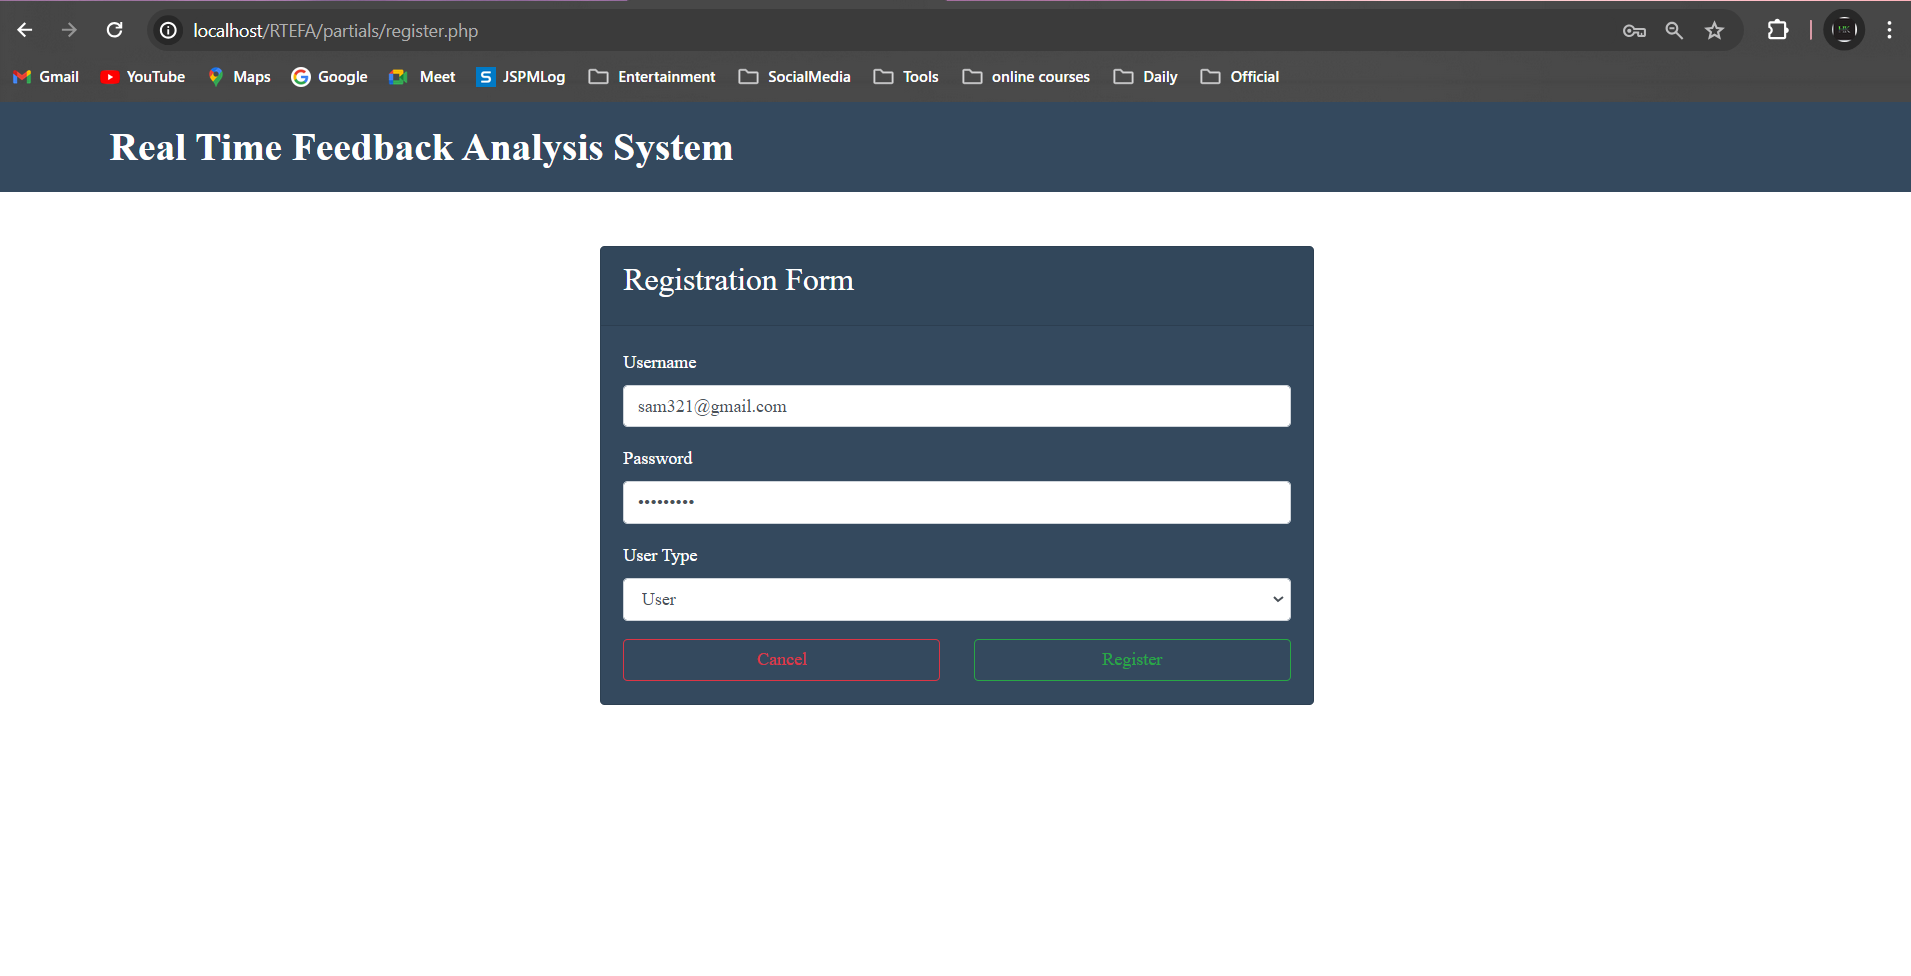 localhost/RTEFA/partials/register.php
Gmail YouTube Maps Google Meet S JSPMLog Entertainment SocialMedia Tools online courses Daily Official
Real Time Feedback Analysis System
Registration Form
Username
sam321@gmail.com
Password
•••••••••
User Type
User
Cancel Register